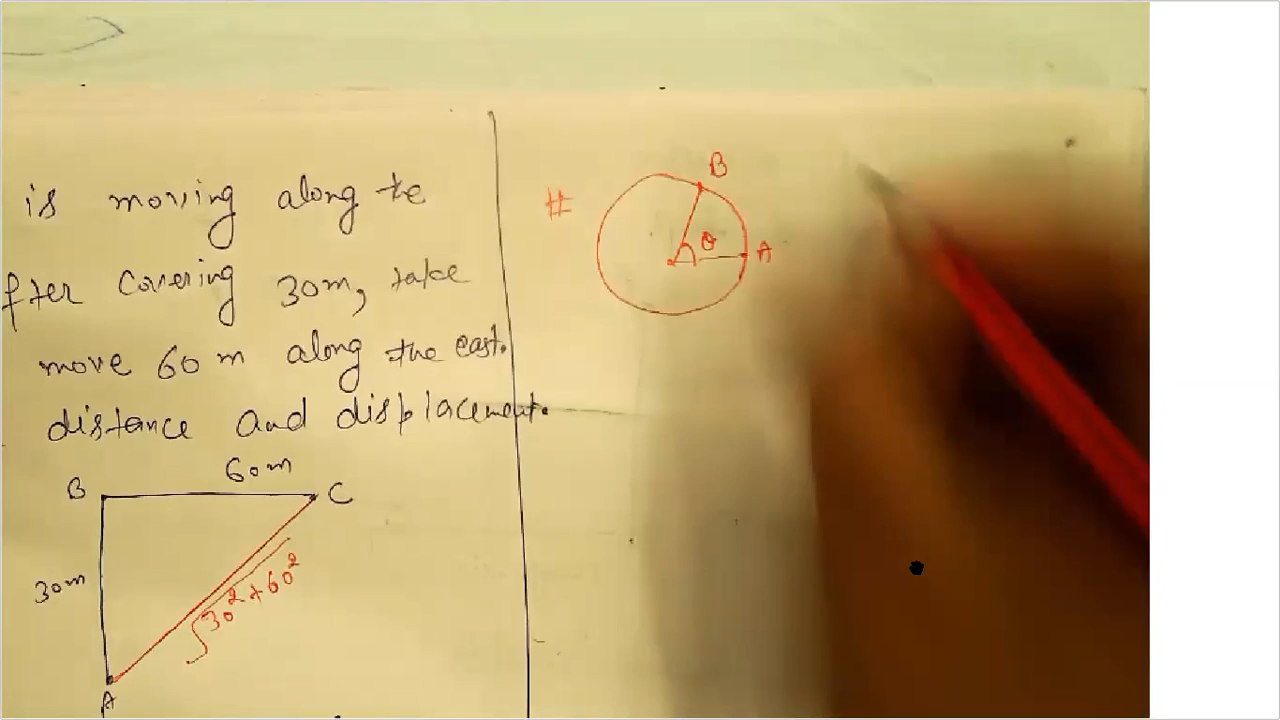 is moving along the
fter covering 30m, take
move 60 m along the east.
distance and displacement.
60m
B
C
30m
√30²+60²
A
#
B
θ
A